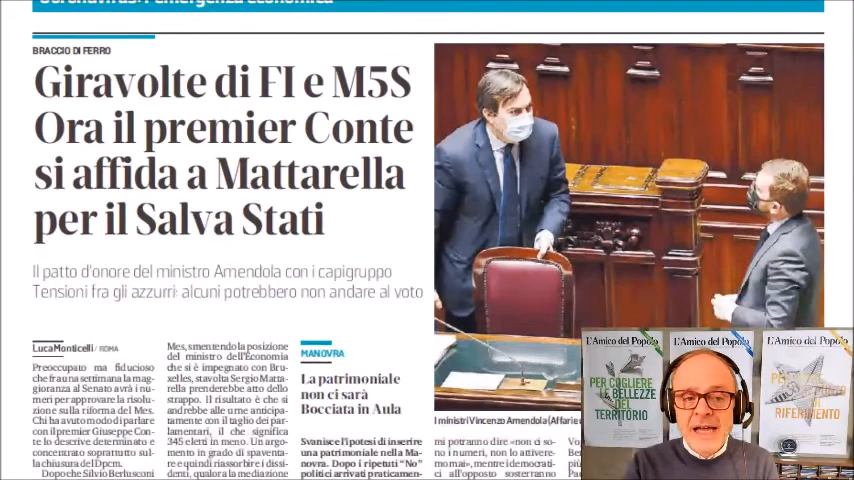 Coronavirus: l'emergenza economica
BRACCIO DI FERRO
Giravolte di FI e M5S
Ora il premier Conte
si affida a Mattarella
per il Salva Stati
Il patto d'onore del ministro Amendola con i capigruppo
Tensioni fra gli azzurri: alcuni potrebbero non andare al voto
Luca Monticelli / ROMA
Preoccupato ma fiducioso
che fra una settimana la mag-
gioranza al Senato avrà i nu-
meri per approvare la risolu-
zione sulla riforma del Mes.
Chi ha avuto modo di parlare
con il premier Giuseppe Con-
te lo descrive determinato e
concentrato soprattutto sul-
la chiusura del Dpcm.
Dopo che Silvio Berlusconi
Mes, smentendo la posizione
del ministro dell'Economia
che si è impegnato con Bru-
xelles, stavolta Sergio Matta-
rella prenderebbe atto dello
strappo. Il risultato è che si
andrebbe alle urne anticipa-
tamente con il taglio dei par-
lamentari, il che significa
345 eletti in meno. Un argo-
mento in grado di spaventa-
re e quindi riassorbire i dissi-
denti, qualora la mediazione
MANOVRA
La patrimoniale
non ci sarà
Bocciata in Aula
Svanisce l'ipotesi di inserire
una patrimoniale nella Ma-
novra. Dopo i ripetuti "No"
politici arrivati praticamen-
I ministri Vincenzo Amendola (Affari eu
mi potranno dire «non ci so-
no i numeri, non lo attivere-
mo mai», mentre i democrati-
ci all'opposto sosterranno
L'Amico del Popolo
PER COGLIERE
LE BELLEZZE
DEL
TERRITORIO
L'Amico del Popolo
L'Amico del Popolo
DI
RIFERIMENTO